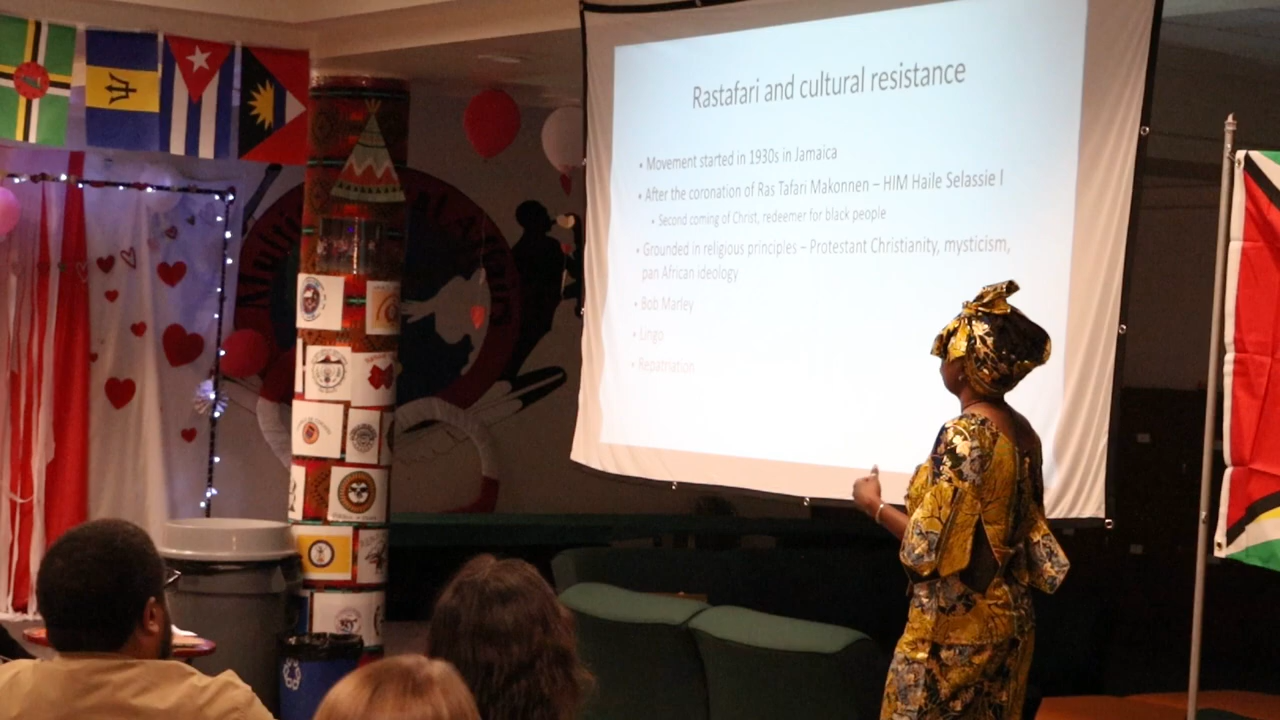 Rastafari and cultural resistance
• Movement started in 1930s in Jamaica
• After the coronation of Ras Tafari Makonnen – HIM Haile Selassie I
• Second coming of Christ, redeemer for black people
• Grounded in religious principles – Protestant Christianity, mysticism,
pan African ideology
• Bob Marley
• Lingo
• Repatriation